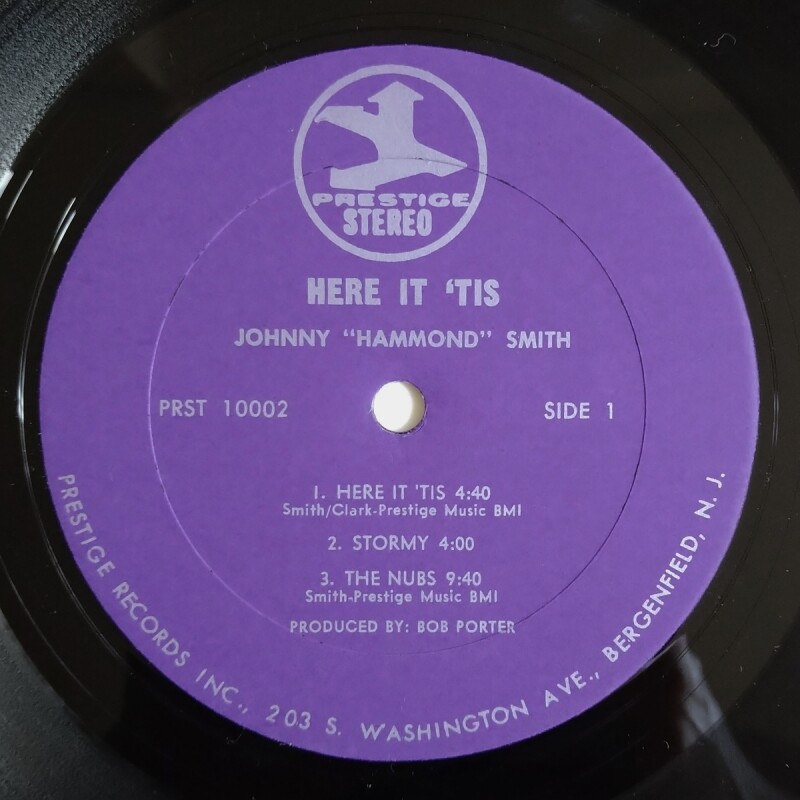 PRESTIGE
STEREO
HERE IT 'TIS
JOHNNY "HAMMOND" SMITH
PRST 10002
SIDE 1
1. HERE IT 'TIS 4:40
Smith/Clark-Prestige Music BMI
2. STORMY 4:00
3. THE NUBS 9:40
Smith-Prestige Music BMI
PRODUCED BY: BOB PORTER
PRESTIGE RECORDS INC., 203 S. WASHINGTON AVE., BERGENFIELD, N. J.